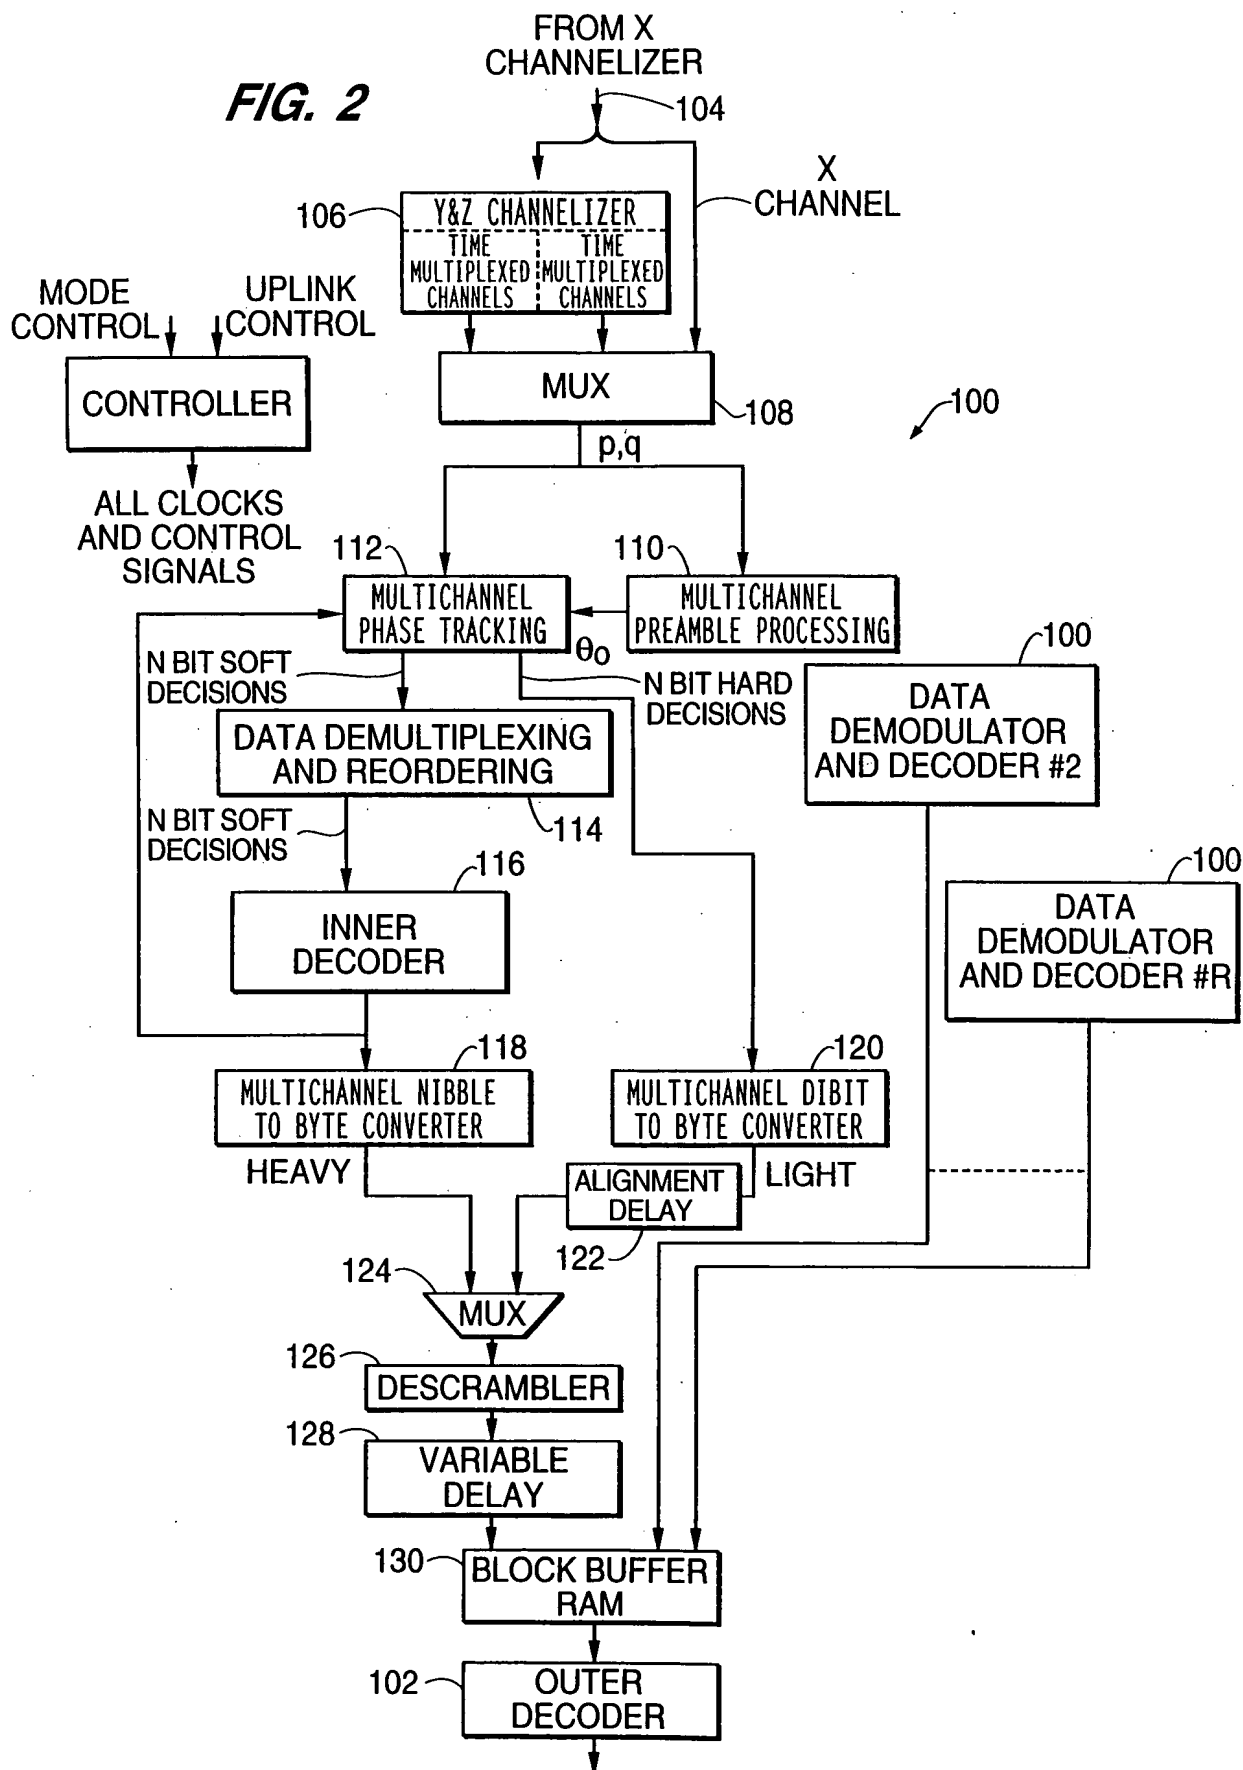 FROM X
CHANNELIZER
FIG. 2
104
X
CHANNEL
106
Y&Z CHANNELIZER
TIME
MULTIPLEXED
CHANNELS
TIME
MULTIPLEXED
CHANNELS
MODE
CONTROL
UPLINK
CONTROL
CONTROLLER
MUX
108
100
p,q
ALL CLOCKS
AND CONTROL
SIGNALS
112
110
MULTICHANNEL
PHASE TRACKING
MULTICHANNEL
PREAMBLE PROCESSING
θo
N BIT SOFT
DECISIONS
N BIT HARD
DECISIONS
100
DATA
DEMODULATOR
AND DECODER #2
DATA DEMULTIPLEXING
AND REORDERING
114
N BIT SOFT
DECISIONS
116
INNER
DECODER
100
DATA
DEMODULATOR
AND DECODER #R
118
120
MULTICHANNEL NIBBLE
TO BYTE CONVERTER
MULTICHANNEL DIBIT
TO BYTE CONVERTER
HEAVY
LIGHT
ALIGNMENT
DELAY
122
124
MUX
126
DESCRAMBLER
128
VARIABLE
DELAY
130
BLOCK BUFFER
RAM
102
OUTER
DECODER